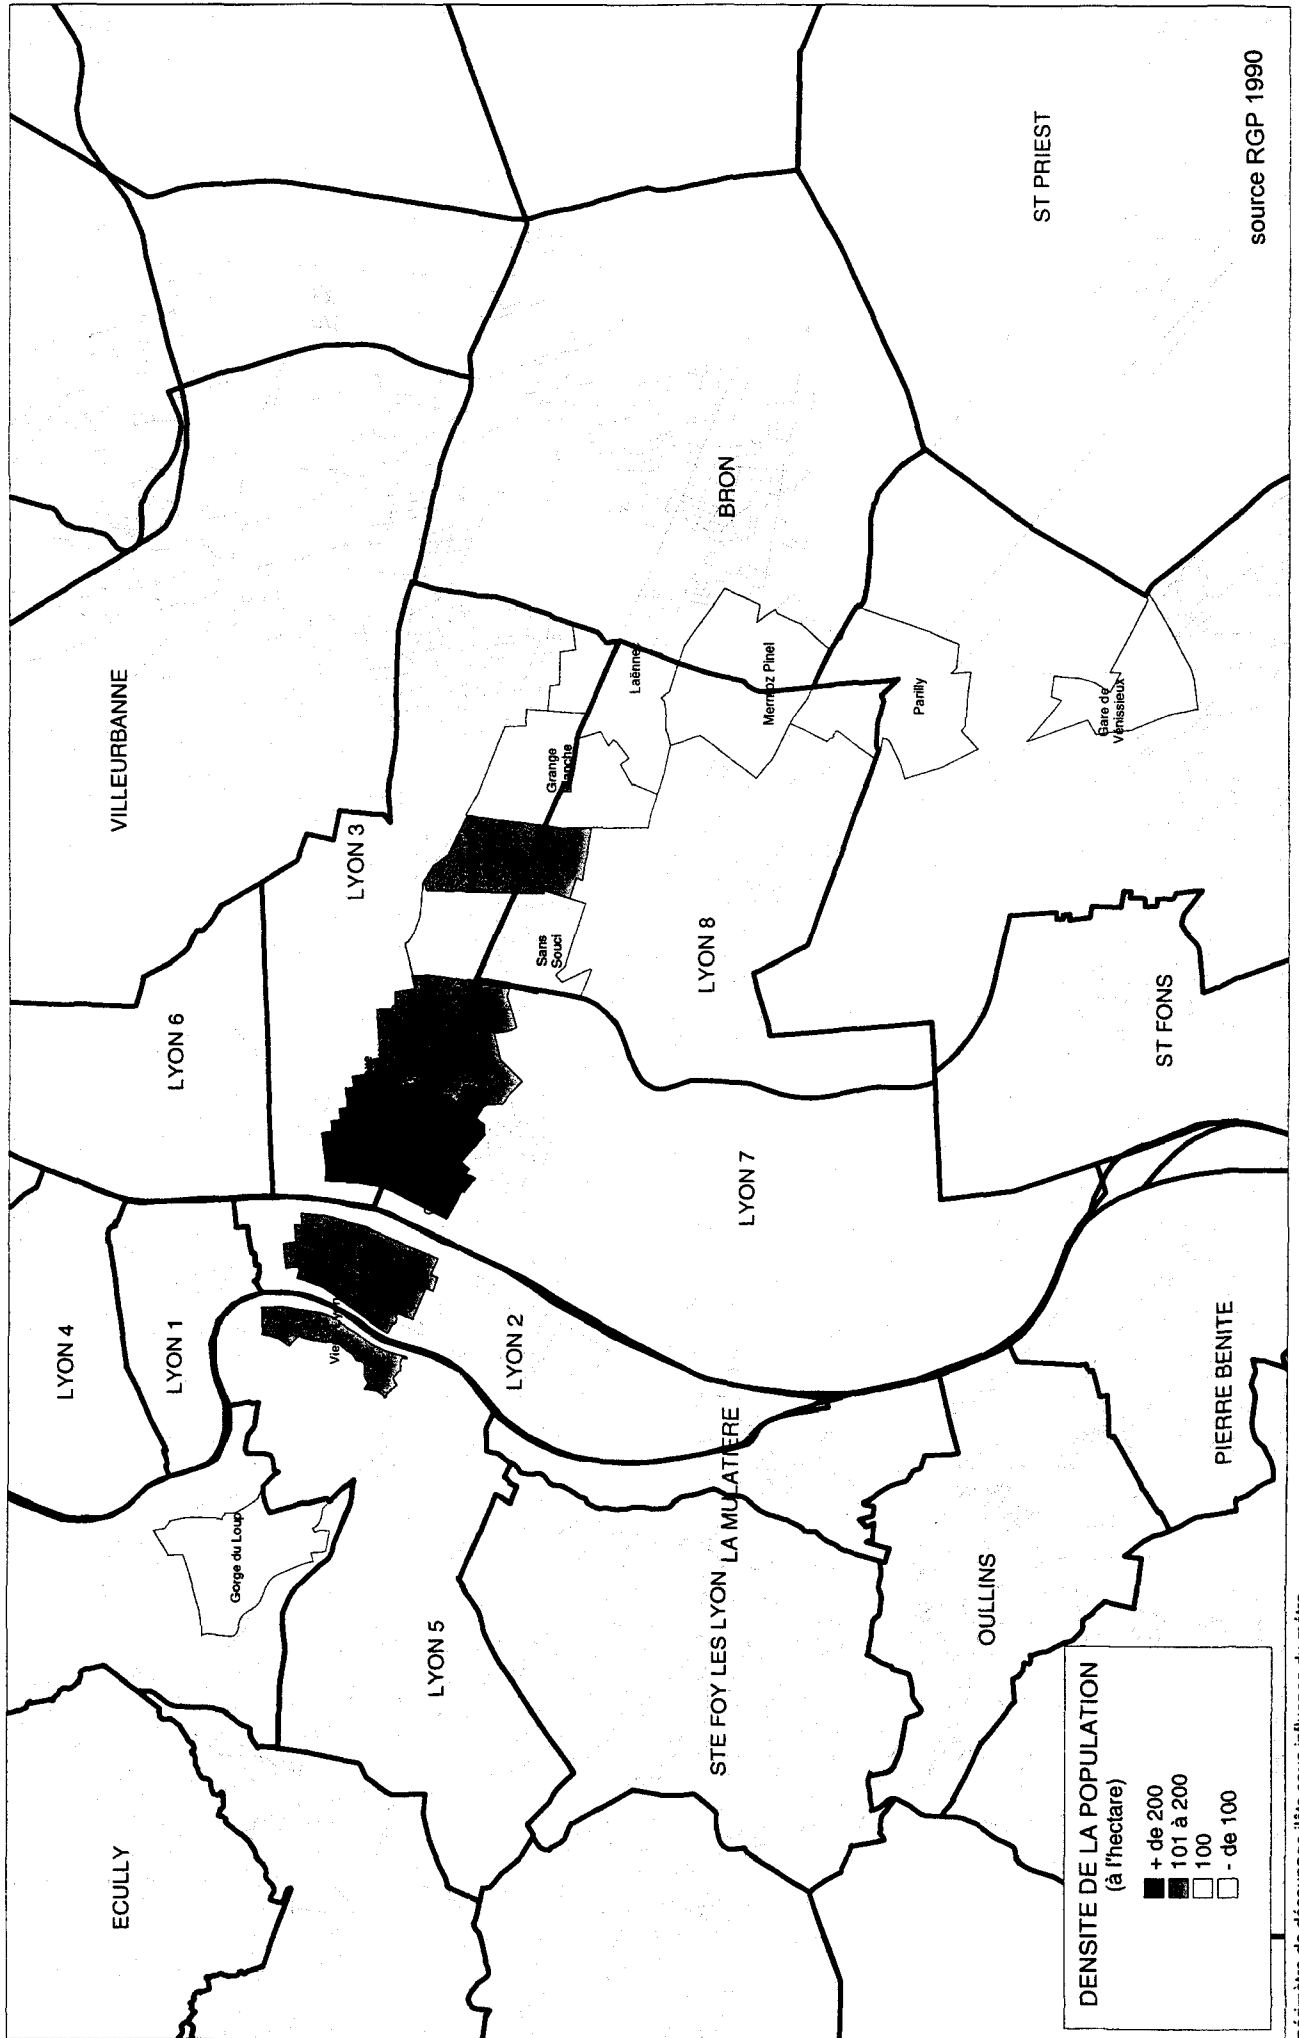 ECULLY
LYON 4
LYON 1
LYON 6
VILLEURBANNE
Gorge du Loup
LYON 3
LYON 5
LYON 2
Sans
Souci
Grange
Blanche
Laënnec
STE FOY LES LYON
LA MULATIERE
LYON 7
LYON 8
Mermoz Pinel
BRON
Parilly
OULLINS
PIERRE BENITE
ST FONS
Gare de
Vénissieux
ST PRIEST
DENSITE DE LA POPULATION
(à l'hectare)
+ de 200
101 à 200
100
- de 100
source RGP 1990